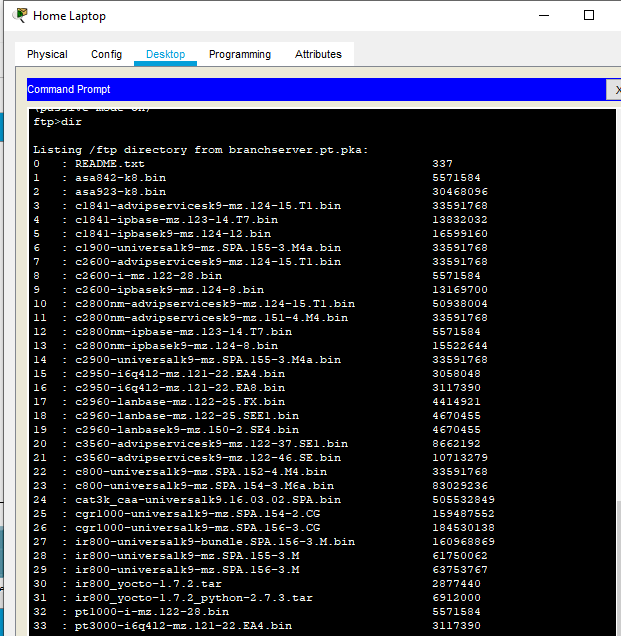 Home Laptop
Physical Config Desktop Programming Attributes
Command Prompt X
(passive mode On)
ftp>dir
Listing /ftp directory from branchserver.pt.pka:
0 : README.txt 337
1 : asa842-k8.bin 5571584
2 : asa923-k8.bin 30468096
3 : c1841-advipservicesk9-mz.124-15.T1.bin 33591768
4 : c1841-ipbase-mz.123-14.T7.bin 13832032
5 : c1841-ipbasek9-mz.124-12.bin 16599160
6 : c1900-universalk9-mz.SPA.155-3.M4a.bin 33591768
7 : c2600-advipservicesk9-mz.124-15.T1.bin 33591768
8 : c2600-i-mz.122-28.bin 5571584
9 : c2600-ipbasek9-mz.124-8.bin 13169700
10 : c2800nm-advipservicesk9-mz.124-15.T1.bin 50938004
11 : c2800nm-advipservicesk9-mz.151-4.M4.bin 33591768
12 : c2800nm-ipbase-mz.123-14.T7.bin 5571584
13 : c2800nm-ipbasek9-mz.124-8.bin 15522644
14 : c2900-universalk9-mz.SPA.155-3.M4a.bin 33591768
15 : c2950-i6q4l2-mz.121-22.EA4.bin 3058048
16 : c2950-i6q4l2-mz.121-22.EA8.bin 3117390
17 : c2960-lanbase-mz.122-25.FX.bin 4414921
18 : c2960-lanbase-mz.122-25.SEE1.bin 4670455
19 : c2960-lanbasek9-mz.150-2.SE4.bin 4670455
20 : c3560-advipservicesk9-mz.122-37.SE1.bin 8662192
21 : c3560-advipservicesk9-mz.122-46.SE.bin 10713279
22 : c800-universalk9-mz.SPA.152-4.M4.bin 33591768
23 : c800-universalk9-mz.SPA.154-3.M6a.bin 83029236
24 : cat3k_caa-universalk9.16.03.02.SPA.bin 505532849
25 : cgr1000-universalk9-mz.SPA.154-2.CG 159487552
26 : cgr1000-universalk9-mz.SPA.156-3.CG 184530138
27 : ir800-universalk9-bundle.SPA.156-3.M.bin 160968869
28 : ir800-universalk9-mz.SPA.155-3.M 61750062
29 : ir800-universalk9-mz.SPA.156-3.M 63753767
30 : ir800_yocto-1.7.2.tar 2877440
31 : ir800_yocto-1.7.2_python-2.7.3.tar 6912000
32 : pt1000-i-mz.122-28.bin 5571584
33 : pt3000-i6q4l2-mz.121-22.EA4.bin 3117390